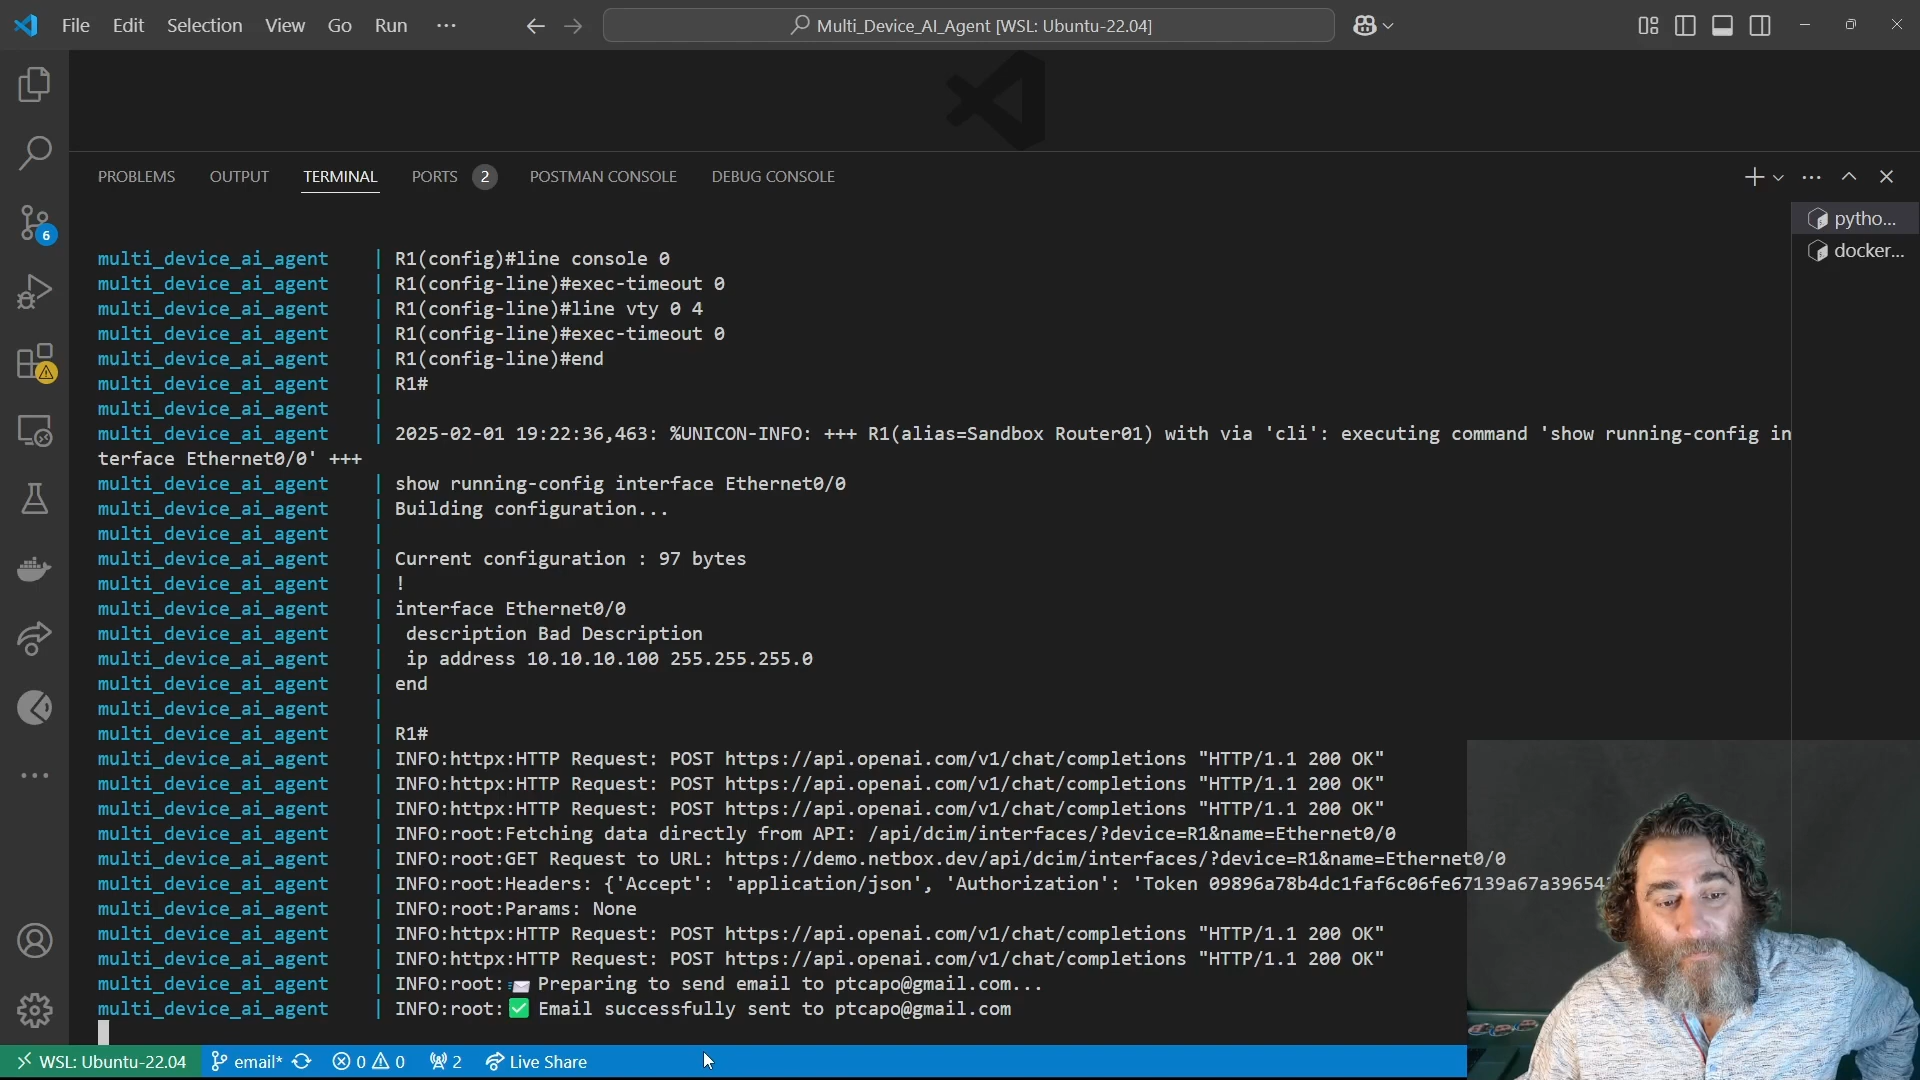 File Edit Selection View Go Run ··· Multi_Device_AI_Agent [WSL: Ubuntu-22.04]
PROBLEMS OUTPUT TERMINAL PORTS 2 POSTMAN CONSOLE DEBUG CONSOLE
pytho...
docker...
6
multi_device_ai_agent | R1(config)#line console 0
multi_device_ai_agent | R1(config-line)#exec-timeout 0
multi_device_ai_agent | R1(config-line)#line vty 0 4
multi_device_ai_agent | R1(config-line)#exec-timeout 0
multi_device_ai_agent | R1(config-line)#end
multi_device_ai_agent | R1#
multi_device_ai_agent |
multi_device_ai_agent | 2025-02-01 19:22:36,463: %UNICON-INFO: +++ R1(alias=Sandbox Router01) with via 'cli': executing command 'show running-config in
terface Ethernet0/0' +++
multi_device_ai_agent | show running-config interface Ethernet0/0
multi_device_ai_agent | Building configuration...
multi_device_ai_agent |
multi_device_ai_agent | Current configuration : 97 bytes
multi_device_ai_agent | !
multi_device_ai_agent | interface Ethernet0/0
multi_device_ai_agent | description Bad Description
multi_device_ai_agent | ip address 10.10.10.100 255.255.255.0
multi_device_ai_agent | end
multi_device_ai_agent |
multi_device_ai_agent | R1#
multi_device_ai_agent | INFO:httpx:HTTP Request: POST https://api.openai.com/v1/chat/completions "HTTP/1.1 200 OK"
multi_device_ai_agent | INFO:httpx:HTTP Request: POST https://api.openai.com/v1/chat/completions "HTTP/1.1 200 OK"
multi_device_ai_agent | INFO:httpx:HTTP Request: POST https://api.openai.com/v1/chat/completions "HTTP/1.1 200 OK"
multi_device_ai_agent | INFO:root:Fetching data directly from API: /api/dcim/interfaces/?device=R1&name=Ethernet0/0
multi_device_ai_agent | INFO:root:GET Request to URL: https://demo.netbox.dev/api/dcim/interfaces/?device=R1&name=Ethernet0/0
multi_device_ai_agent | INFO:root:Headers: {'Accept': 'application/json', 'Authorization': 'Token 09896a78b4dc1faf6c06fe67139a67a39654
multi_device_ai_agent | INFO:root:Params: None
multi_device_ai_agent | INFO:httpx:HTTP Request: POST https://api.openai.com/v1/chat/completions "HTTP/1.1 200 OK"
multi_device_ai_agent | INFO:httpx:HTTP Request: POST https://api.openai.com/v1/chat/completions "HTTP/1.1 200 OK"
multi_device_ai_agent | INFO:root:📨 Preparing to send email to ptcapo@gmail.com...
multi_device_ai_agent | INFO:root:✅ Email successfully sent to ptcapo@gmail.com
WSL: Ubuntu-22.04 email* 0 0 2 Live Share